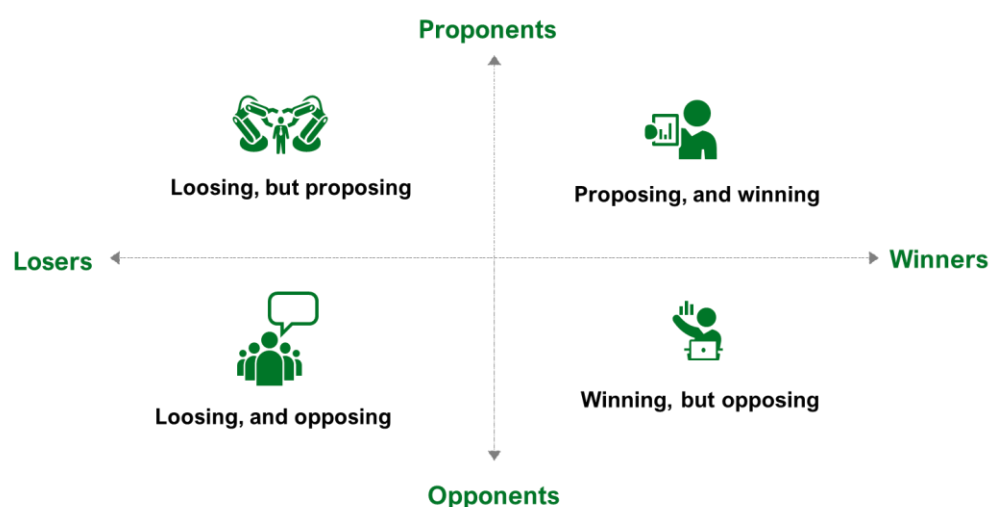 Proponents
Loosing, but proposing
Proposing, and winning
Losers
Winners
Loosing, and opposing
Winning, but opposing
Opponents